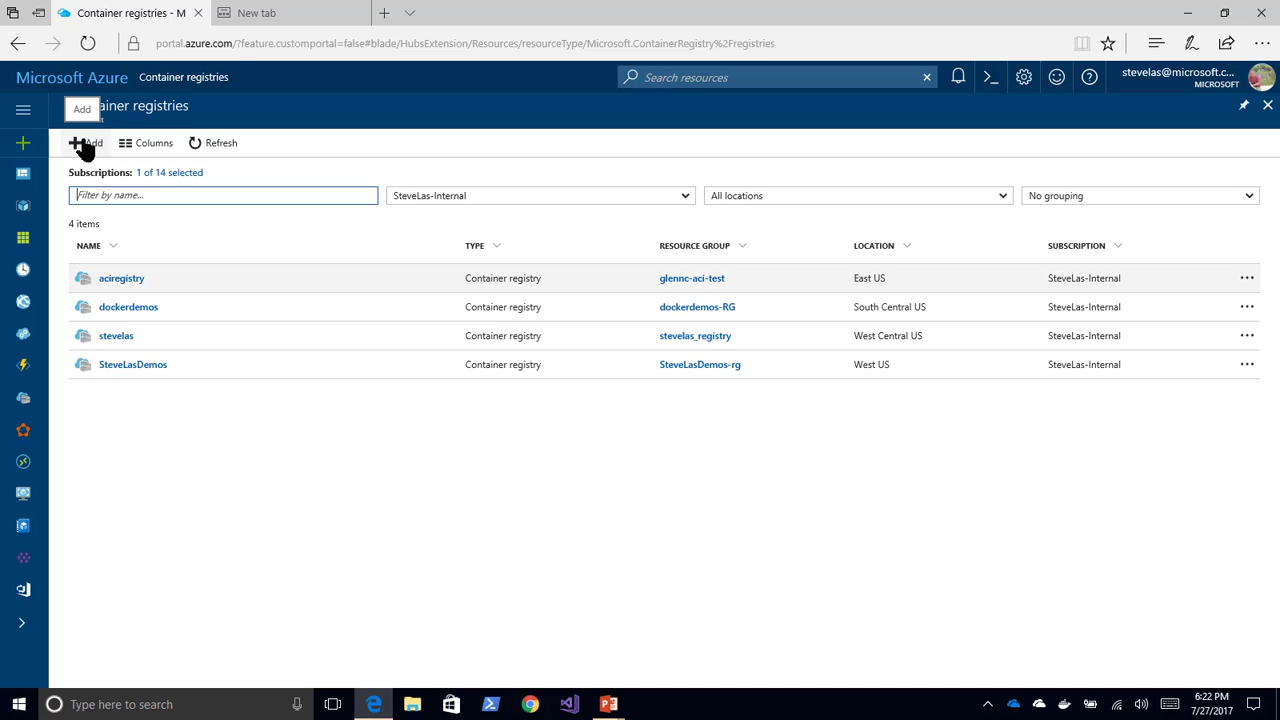 Container registries - M
New tab
portal.azure.com/?feature.customportal=false#blade/HubsExtension/Resources/resourceType/Microsoft.ContainerRegistry%2Fregistries
Microsoft Azure Container registries
Search resources
stevelas@microsoft.c...
MICROSOFT
Add
ainer registries
Add Columns Refresh
Subscriptions: 1 of 14 selected
Filter by name... SteveLas-Internal All locations No grouping
4 items
NAME TYPE RESOURCE GROUP LOCATION SUBSCRIPTION
aciregistry Container registry glennc-aci-test East US SteveLas-Internal
dockerdemos Container registry dockerdemos-RG South Central US SteveLas-Internal
stevelas Container registry stevelas_registry West Central US SteveLas-Internal
SteveLasDemos Container registry SteveLasDemos-rg West US SteveLas-Internal
Type here to search
6:22 PM
7/27/2017